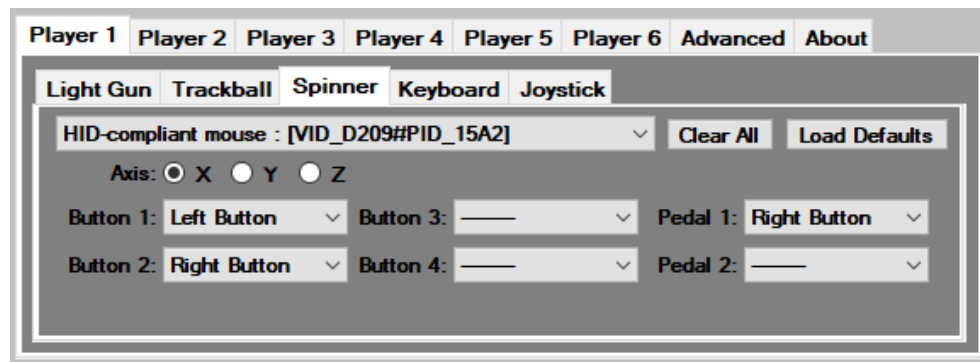 Player 1 Player 2 Player 3 Player 4 Player 5 Player 6 Advanced About
Light Gun Trackball Spinner Keyboard Joystick
HID-compliant mouse : [VID_D209#PID_15A2] Clear All Load Defaults
Axis: X Y Z
Button 1: Left Button Button 3: ——— Pedal 1: Right Button
Button 2: Right Button Button 4: ——— Pedal 2: ———